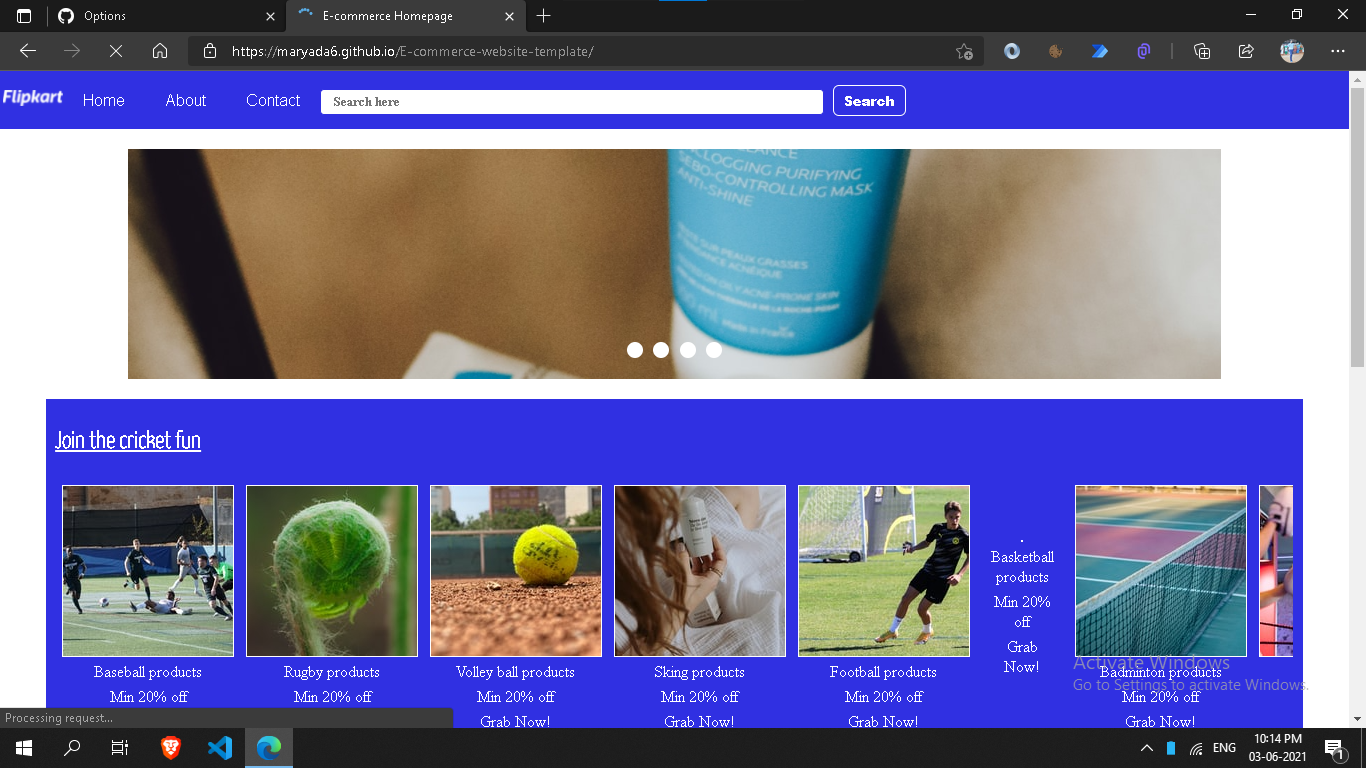 Options
E-commerce Homepage
https://maryada6.github.io/E-commerce-website-template/
Flipkart
Home
About
Contact
Search here
Search
CLOGGING PURIFYING
SEBO-CONTROLLING MASK
ANTI-SHINE
made in France
Join the cricket fun
Baseball products
Min 20% off
Rugby products
Min 20% off
Volley ball products
Min 20% off
Grab Now!
Sking products
Min 20% off
Grab Now!
Football products
Min 20% off
Grab Now!
.
Basketball
products
Min 20%
off
Grab
Now!
Badminton products
Min 20% off
Grab Now!
Activate Windows
Go to Settings to activate Windows.
Processing request...
ENG
10:14 PM
03-06-2021
1